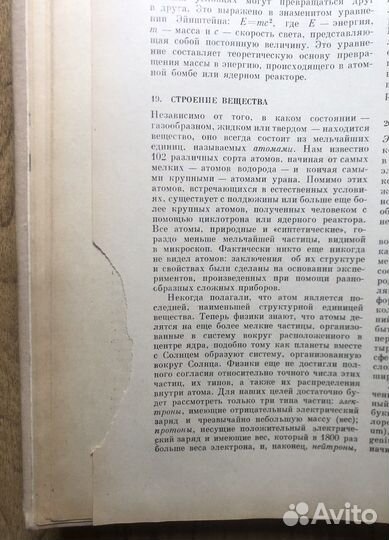 в друга. Это выражено в знаменитом уравне-
нии Эйнштейна: E=mc², где E — энергия,
m — масса и c — скорость света, представляю-
щая собой постоянную величину. Это уравне-
ние составляет теоретическую основу превра-
щения массы в энергию, происходящего в атом-
ной бомбе или ядерном реакторе.
19. СТРОЕНИЕ ВЕЩЕСТВА
Независимо от того, в каком состоянии —
газообразном, жидком или твердом — находится
вещество, оно всегда состоит из мельчайших
единиц, называемых атомами. Нам известно
102 различных сорта атомов, начиная от самых
мелких — атомов водорода — и кончая самы-
ми крупными — атомами урана. Помимо этих
атомов, встречающихся в естественных услови-
ях, существует с полдюжины или больше еще бо-
лее крупных атомов, полученных человеком с
помощью циклотрона или ядерного реактора.
Все атомы, природные и «синтетические», го-
раздо меньше мельчайшей частицы, видимой
в микроскоп. Фактически никто еще никогда
не видел атомов: заключения об их структуре
и свойствах были сделаны на основании экспе-
риментов, произведенных при помощи разно-
образных сложных приборов.
Некогда полагали, что атом является по-
следней, наименьшей структурной единицей
вещества. Теперь физики знают, что атомы де-
лятся на еще более мелкие частицы, организо-
ванные в систему вокруг расположенного в
центре ядра, подобно тому как планеты вместе
с Солнцем образуют систему, организованную
вокруг Солнца. Физики еще не достигли пол-
ного согласия относительно точного числа этих
частиц, их типов, а также их распределения
внутри атома. Для наших целей достаточно бу-
дет рассмотреть только три типа частиц: элек-
троны, имеющие отрицательный электрический
заряд и чрезвычайно небольшую массу (вес);
протоны, несущие положительный электриче-
ский заряд и имеющие вес, который в 1800 раз
больше веса электрона, и, наконец, нейтроны,
Avito